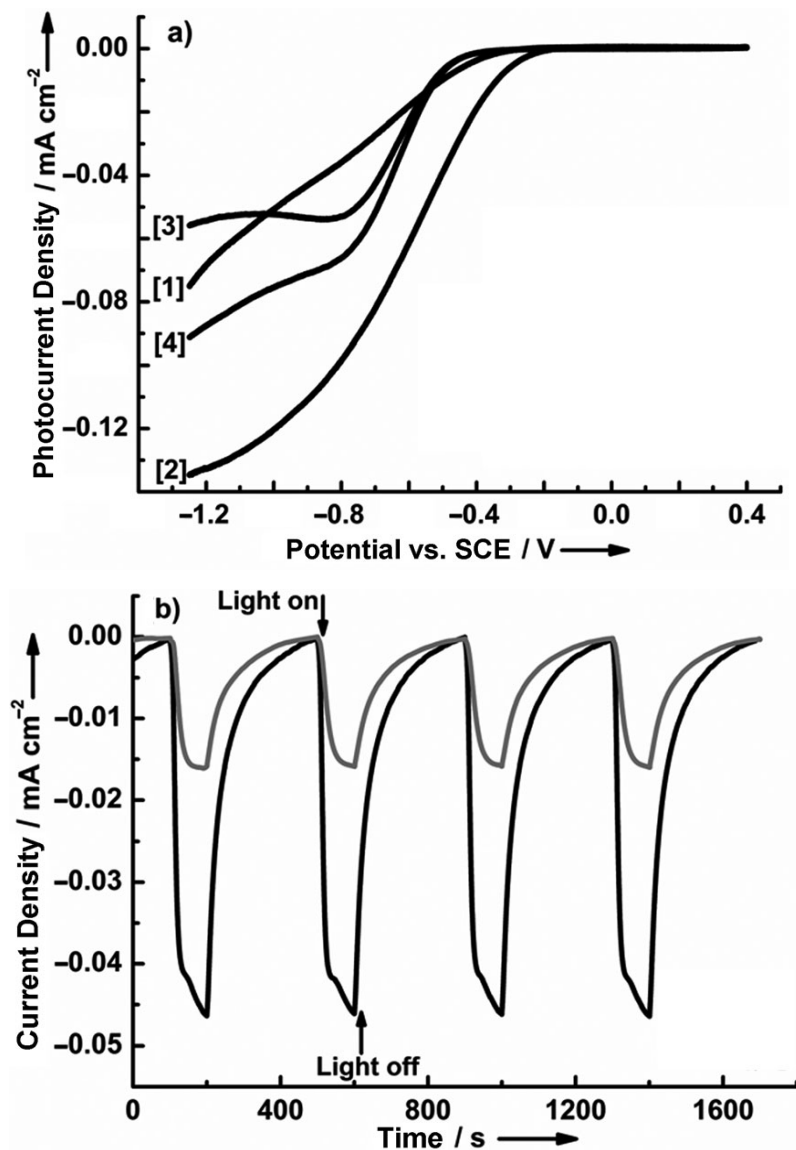 a)
Photocurrent Density / mA cm⁻²
0.00
−0.04
−0.08
−0.12
[3]
[1]
[4]
[2]
−1.2 −0.8 −0.4 0.0 0.4
Potential vs. SCE / V
b)
Light on
Current Density / mA cm⁻²
0.00
−0.01
−0.02
−0.03
−0.04
−0.05
Light off
0 400 800 1200 1600
Time / s